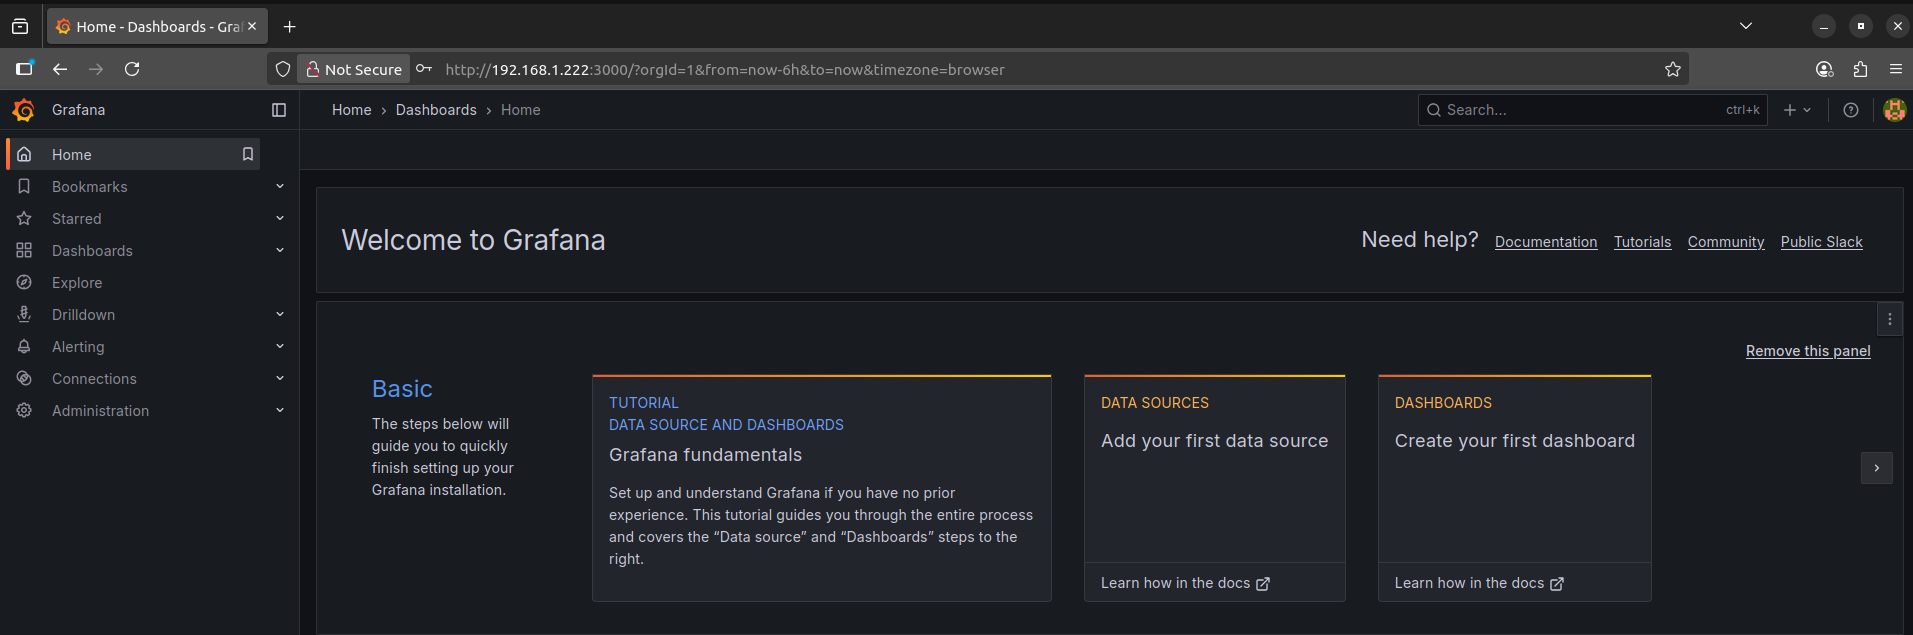 Home - Dashboards - Gra
Not Secure
http://192.168.1.222:3000/?orgId=1&from=now-6h&to=now&timezone=browser
Grafana
Home › Dashboards › Home
Search...
ctrl+k
Home
Bookmarks
Starred
Dashboards
Explore
Drilldown
Alerting
Connections
Administration
Welcome to Grafana
Need help? Documentation Tutorials Community Public Slack
Remove this panel
Basic
The steps below will
guide you to quickly
finish setting up your
Grafana installation.
TUTORIAL
DATA SOURCE AND DASHBOARDS
Grafana fundamentals
Set up and understand Grafana if you have no prior
experience. This tutorial guides you through the entire process
and covers the “Data source” and “Dashboards” steps to the
right.
DATA SOURCES
Add your first data source
Learn how in the docs
DASHBOARDS
Create your first dashboard
Learn how in the docs